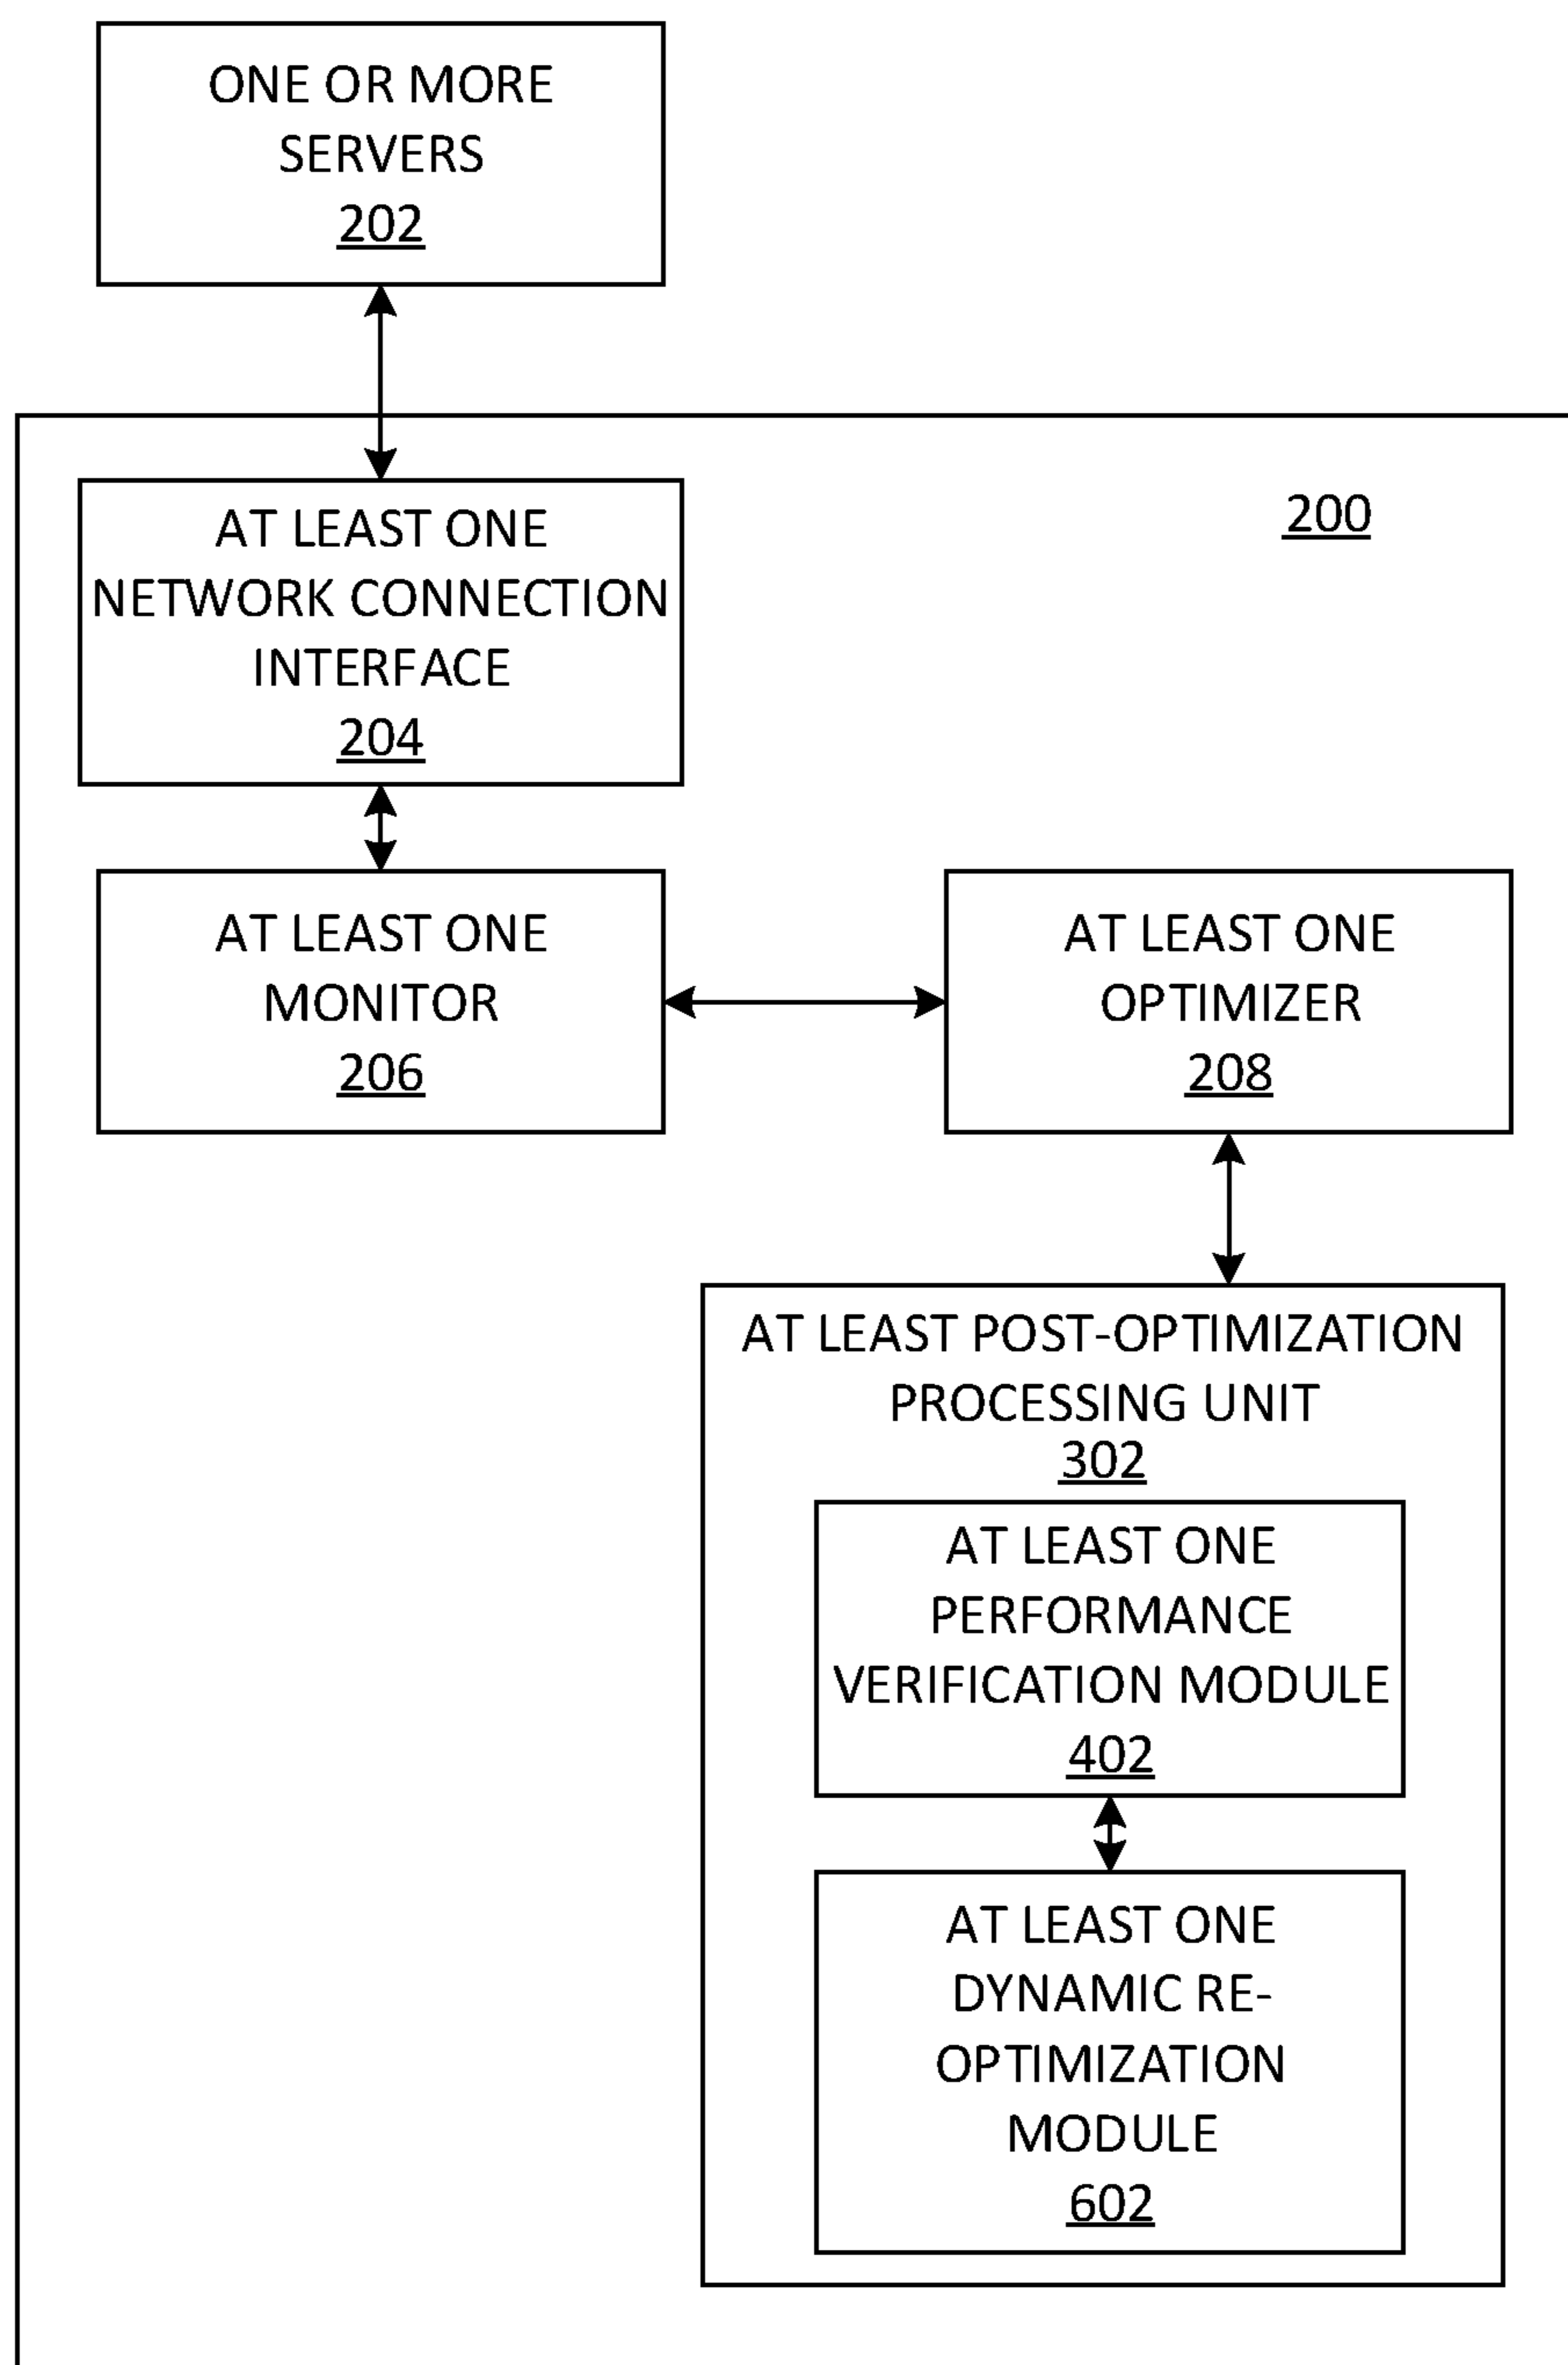 ONE OR MORE
SERVERS
202
AT LEAST ONE
NETWORK CONNECTION
INTERFACE
204
200
AT LEAST ONE
MONITOR
206
AT LEAST ONE
OPTIMIZER
208
AT LEAST POST-OPTIMIZATION
PROCESSING UNIT
302
AT LEAST ONE
PERFORMANCE
VERIFICATION MODULE
402
AT LEAST ONE
DYNAMIC RE-
OPTIMIZATION
MODULE
602